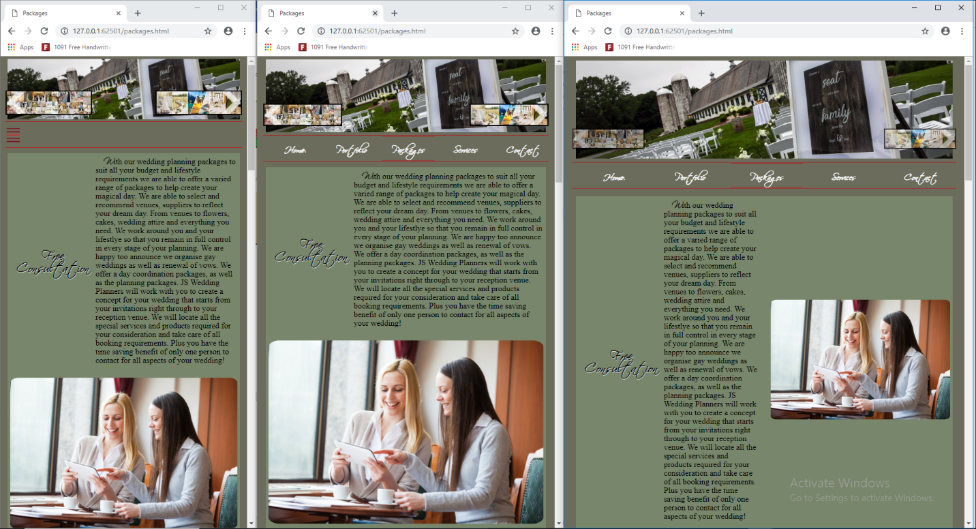 Packages
127.0.0.1:62501/packages.html
Apps
1091 Free Handwriti
seat
family
With our wedding planning packages to
suit all your budget and lifestyle
requirements we are able to offer a varied
range of packages to help create your
magical day. We are able to select and
recommend venues, suppliers to reflect
your dream day. From venues to flowers,
cakes, wedding attire and everything you
need. We work around you and your
lifestlye so that you remain in full control
in every stage of your planning. We are
happy too announce we organise gay
weddings as well as renewal of vows. We
offer a day coordination packages, as well
as the planning packages. JS Wedding
Planners will work with you to create a
concept for your wedding that starts from
your invitations right through to your
reception venue. We will locate all the
special services and products required for
your consideration and take care of all
booking requirements. Plus you have the
time saving benefit of only one person to
contact for all aspects of your wedding!
Free
Consultation
Packages
127.0.0.1:62501/packages.html
Apps
1091 Free Handwriti
seat
family
Home Portfolio Packages Services Contact
With our wedding planning packages to suit all your
budget and lifestyle requirements we are able to offer a
varied range of packages to help create your magical
day. We are able to select and recommend venues, suppliers to
reflect your dream day. From venues to flowers, cakes,
wedding attire and everything you need. We work
around you and your lifestlye so that you remain in full control in
every stage of your planning. We are happy too announce
we organise gay weddings as well as renewal of vows.
We offer a day coordination packages, as well as the
planning packages. JS Wedding Planners will work with
you to create a concept for your wedding that starts from
your invitations right through to your reception venue.
We will locate all the special services and products
required for your consideration and take care of all
booking requirements. Plus you have the time saving
benefit of only one person to contact for all aspects of
your wedding!
Free
Consultation
Packages
127.0.0.1:62501/packages.html
Apps
1091 Free Handwriti
seat
family
Home Portfolio Packages Services Contact
With our wedding
planning packages to suit all
your budget and lifestyle
requirements we are able to
offer a varied range of
packages to help create your
magical day. We are able to
select and recommend
venues, suppliers to reflect
your dream day. From
venues to flowers, cakes,
wedding attire and
everything you need. We
work around you and your
lifestlye so that you remain
in full control in every stage
of your planning. We are
happy too announce we
organise gay weddings as
well as renewal of vows. We
offer a day coordination
packages, as well as the
planning packages. JS
Wedding Planners will work
with you to create a concept
for your wedding that starts
from your invitations right
through to your reception
venue. We will locate all the
special services and
products required for your
consideration and take care
of all booking requirements.
Plus you have the time
saving benefit of only one
person to contact for all
aspects of your wedding!
Free
Consultation
Activate Windows
Go to Settings to activate Windows.